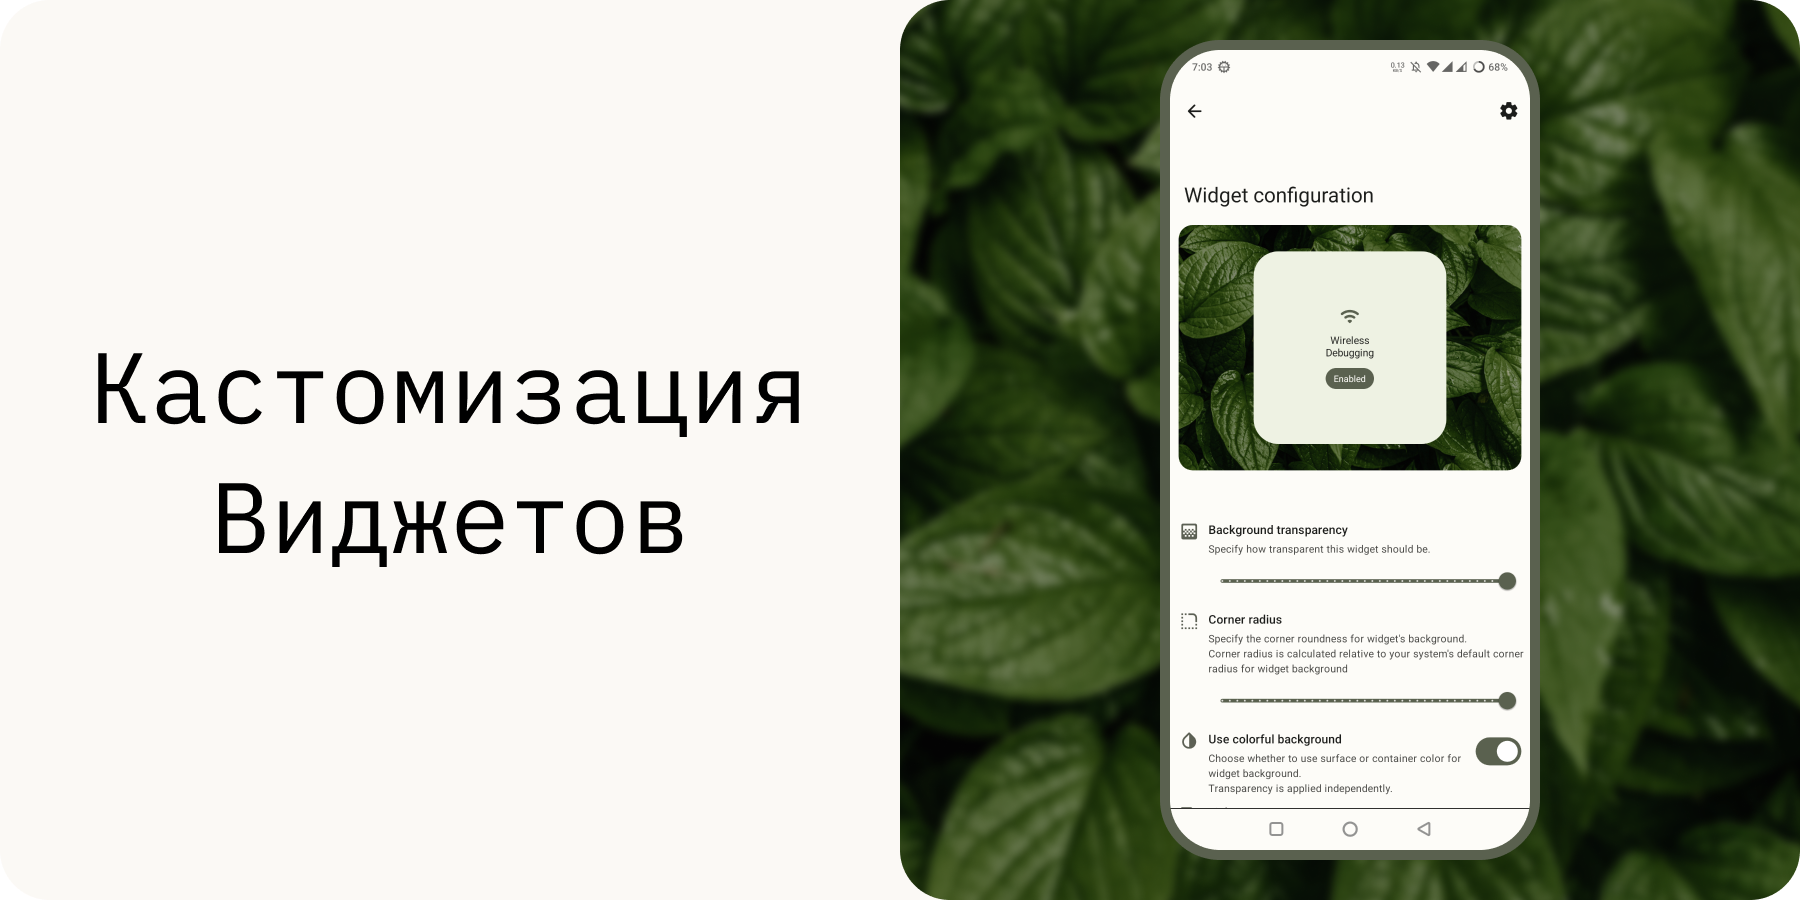 Кастомизация
Виджетов
7:03
0.13
68%
Widget configuration
Wireless
Debugging
Enabled
Background transparency
Specify how transparent this widget should be.
Corner radius
Specify the corner roundness for widget's background.
Corner radius is calculated relative to your system's default corner
radius for widget background
Use colorful background
Choose whether to use surface or container color for
widget background.
Transparency is applied independently.